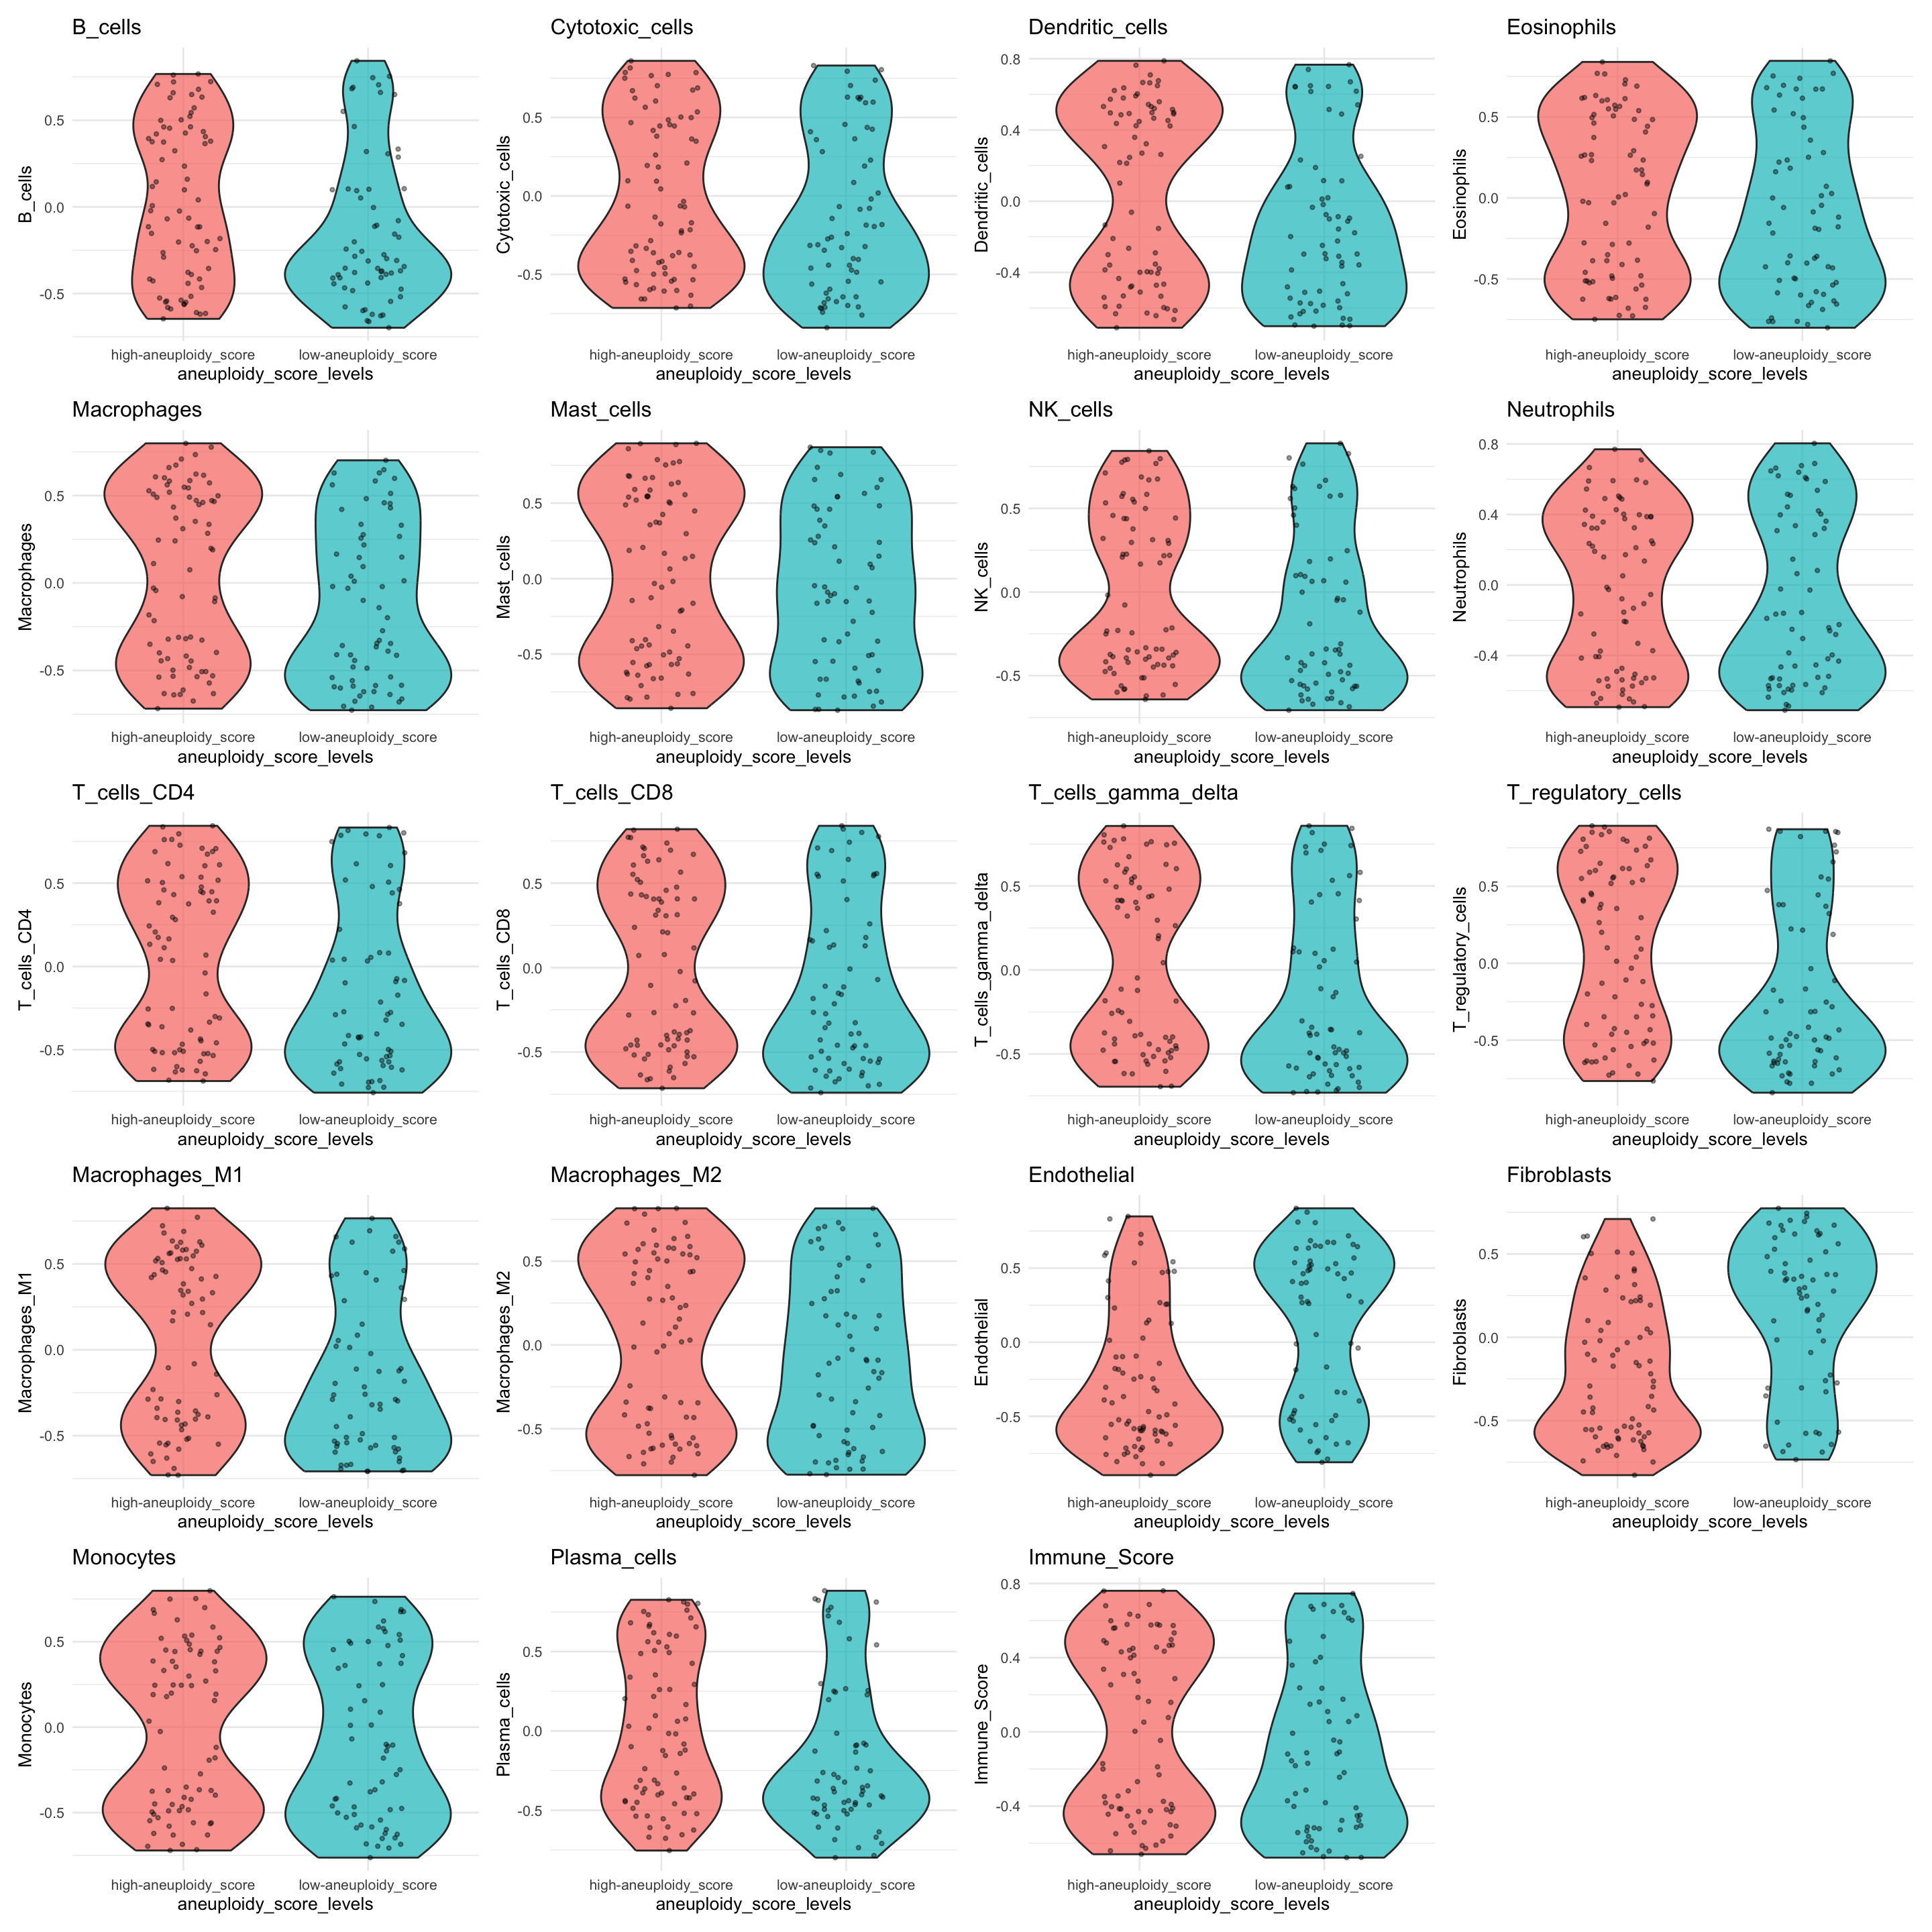 B_cells
Cytotoxic_cells
Dendritic_cells
Eosinophils
B_cells
0.5
0.0
-0.5
high-aneuploidy_score low-aneuploidy_score
aneuploidy_score_levels
Cytotoxic_cells
0.5
0.0
-0.5
high-aneuploidy_score low-aneuploidy_score
aneuploidy_score_levels
Dendritic_cells
0.8
0.4
0.0
-0.4
high-aneuploidy_score low-aneuploidy_score
aneuploidy_score_levels
Eosinophils
0.5
0.0
-0.5
high-aneuploidy_score low-aneuploidy_score
aneuploidy_score_levels
Macrophages
Mast_cells
NK_cells
Neutrophils
Macrophages
0.5
0.0
-0.5
high-aneuploidy_score low-aneuploidy_score
aneuploidy_score_levels
Mast_cells
0.5
0.0
-0.5
high-aneuploidy_score low-aneuploidy_score
aneuploidy_score_levels
NK_cells
0.5
0.0
-0.5
high-aneuploidy_score low-aneuploidy_score
aneuploidy_score_levels
Neutrophils
0.8
0.4
0.0
-0.4
high-aneuploidy_score low-aneuploidy_score
aneuploidy_score_levels
T_cells_CD4
T_cells_CD8
T_cells_gamma_delta
T_regulatory_cells
T_cells_CD4
0.5
0.0
-0.5
high-aneuploidy_score low-aneuploidy_score
aneuploidy_score_levels
T_cells_CD8
0.5
0.0
-0.5
high-aneuploidy_score low-aneuploidy_score
aneuploidy_score_levels
T_cells_gamma_delta
0.5
0.0
-0.5
high-aneuploidy_score low-aneuploidy_score
aneuploidy_score_levels
T_regulatory_cells
0.5
0.0
-0.5
high-aneuploidy_score low-aneuploidy_score
aneuploidy_score_levels
Macrophages_M1
Macrophages_M2
Endothelial
Fibroblasts
Macrophages_M1
0.5
0.0
-0.5
high-aneuploidy_score low-aneuploidy_score
aneuploidy_score_levels
Macrophages_M2
0.5
0.0
-0.5
high-aneuploidy_score low-aneuploidy_score
aneuploidy_score_levels
Endothelial
0.5
0.0
-0.5
high-aneuploidy_score low-aneuploidy_score
aneuploidy_score_levels
Fibroblasts
0.5
0.0
-0.5
high-aneuploidy_score low-aneuploidy_score
aneuploidy_score_levels
Monocytes
Plasma_cells
Immune_Score
Monocytes
0.5
0.0
-0.5
high-aneuploidy_score low-aneuploidy_score
aneuploidy_score_levels
Plasma_cells
0.5
0.0
-0.5
high-aneuploidy_score low-aneuploidy_score
aneuploidy_score_levels
Immune_Score
0.8
0.4
0.0
-0.4
high-aneuploidy_score low-aneuploidy_score
aneuploidy_score_levels